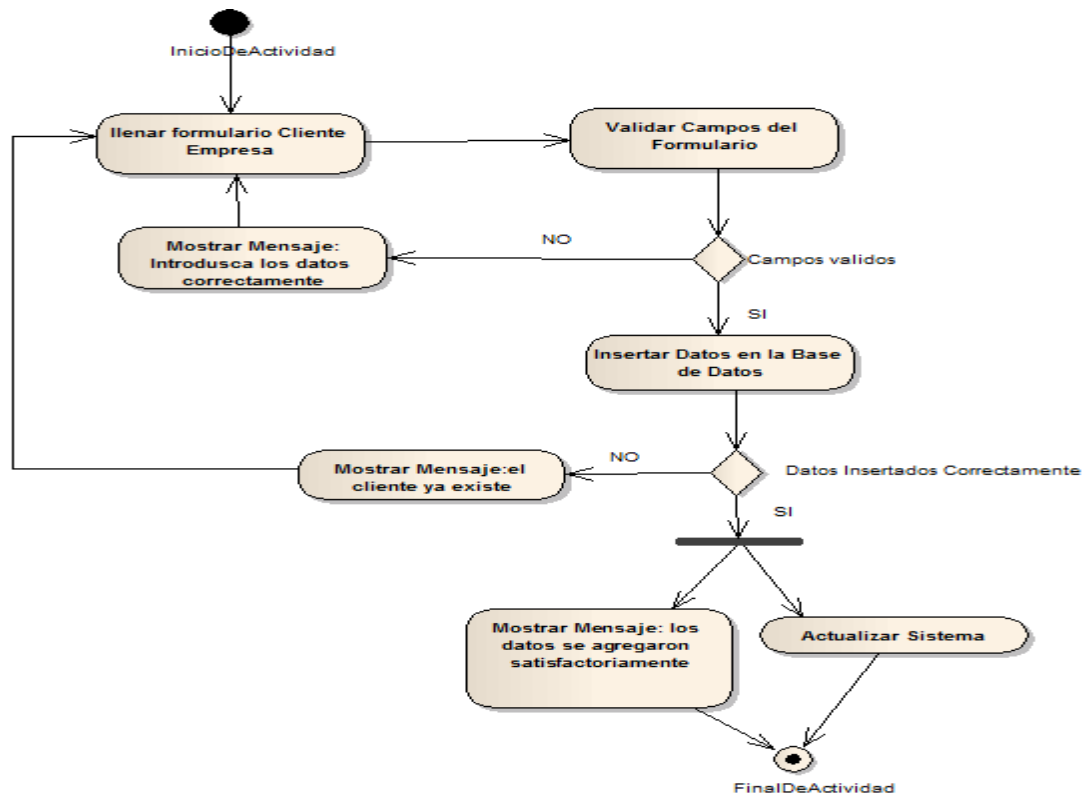 InicioDeActividad
llenar formulario Cliente
Empresa
Validar Campos del
Formulario
Mostrar Mensaje:
Introdusca los datos
correctamente
NO
Campos validos
SI
Insertar Datos en la Base
de Datos
Mostrar Mensaje:el
cliente ya existe
NO
Datos Insertados Correctamente
SI
Mostrar Mensaje: los
datos se agregaron
satisfactoriamente
Actualizar Sistema
FinalDeActividad